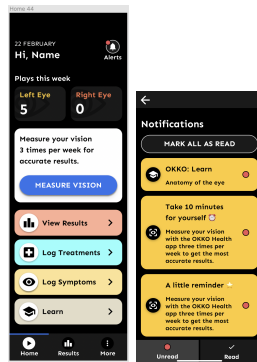 Home 44
22 FEBRUARY
Hi, Name
Alerts
Plays this week
Left Eye
5
Right Eye
0
Measure your vision
3 times per week for
accurate results.
MEASURE VISION
View Results
Log Treatments
Log Symptoms
Learn
Home
Results
More
Notifications
MARK ALL AS READ
OKKO: Learn
Anatomy of the eye
Take 10 minutes
for yourself
Measure your vision
with the OKKO Health
app three times per
week to get the most
accurate results.
A little reminder
Measure your vision
with the OKKO Health
app three times per
week to get the most
accurate results.
Unread
Read